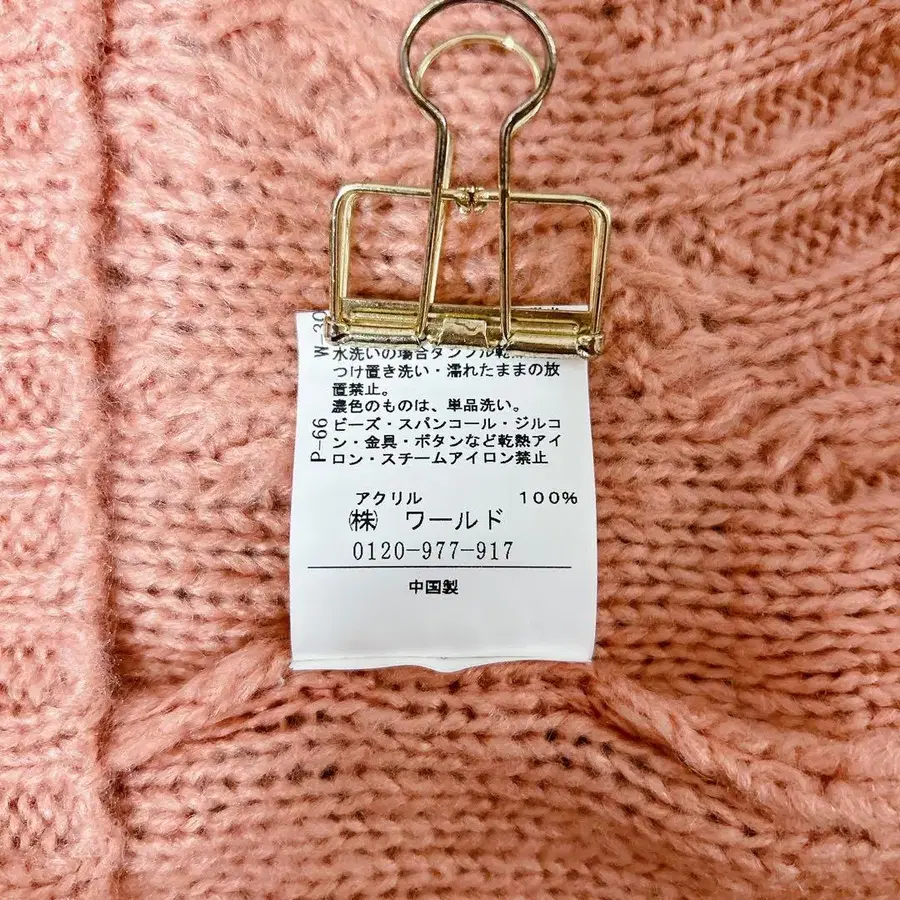 W-30
水洗いの場合タンブル乾
つけ置き洗い・濡れたままの放
置禁止。
濃色のものは、単品洗い。
P-66
ビーズ・スパンコール・ジルコ
ン・金具・ボタンなど乾熱アイ
ロン・スチームアイロン禁止
アクリル 100%
㈱ ワールド
0120-977-917
中国製